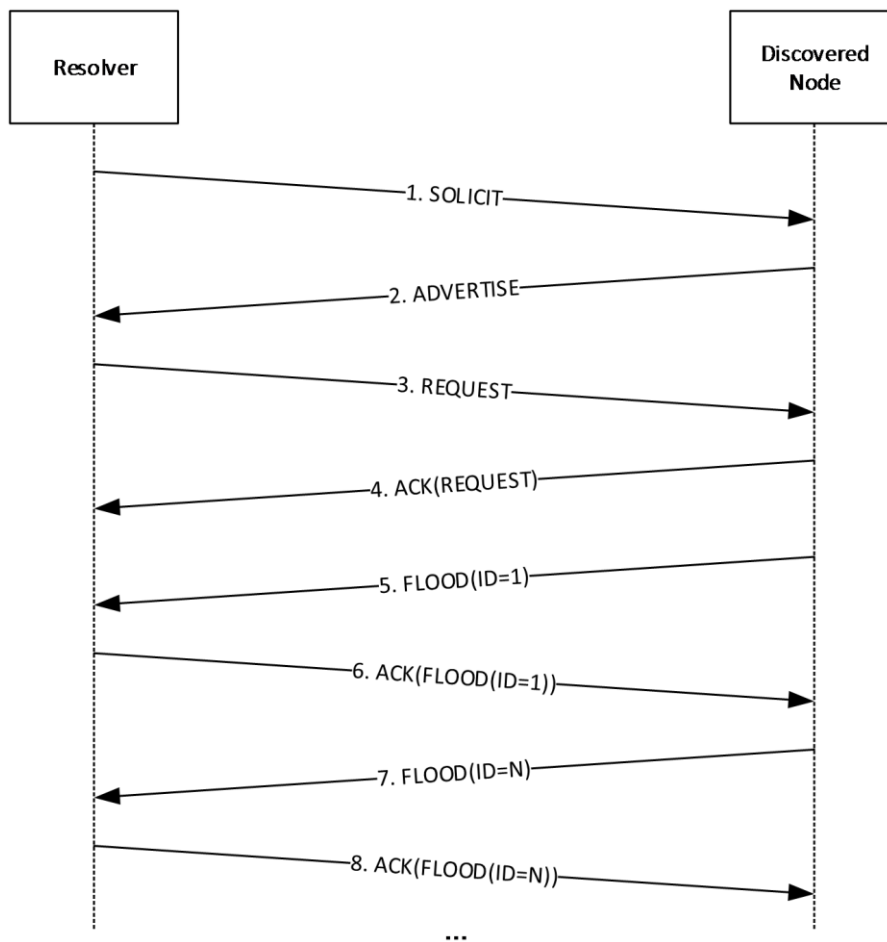 Resolver
Discovered
Node
1. SOLICIT
2. ADVERTISE
3. REQUEST
4. ACK(REQUEST)
5. FLOOD(ID=1)
6. ACK(FLOOD(ID=1))
7. FLOOD(ID=N)
8. ACK(FLOOD(ID=N))
...